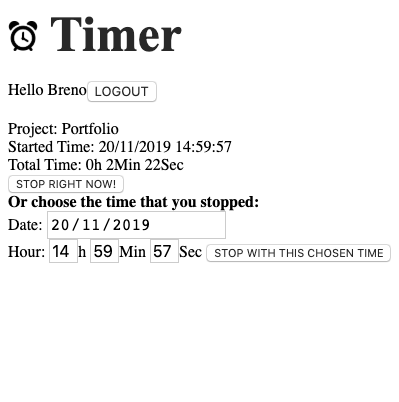 Timer
Hello Breno LOGOUT
Project: Portfolio
Started Time: 20/11/2019 14:59:57
Total Time: 0h 2Min 22Sec
STOP RIGHT NOW!
Or choose the time that you stopped:
Date: 20/11/2019
Hour: 14 h 59 Min 57 Sec STOP WITH THIS CHOSEN TIME